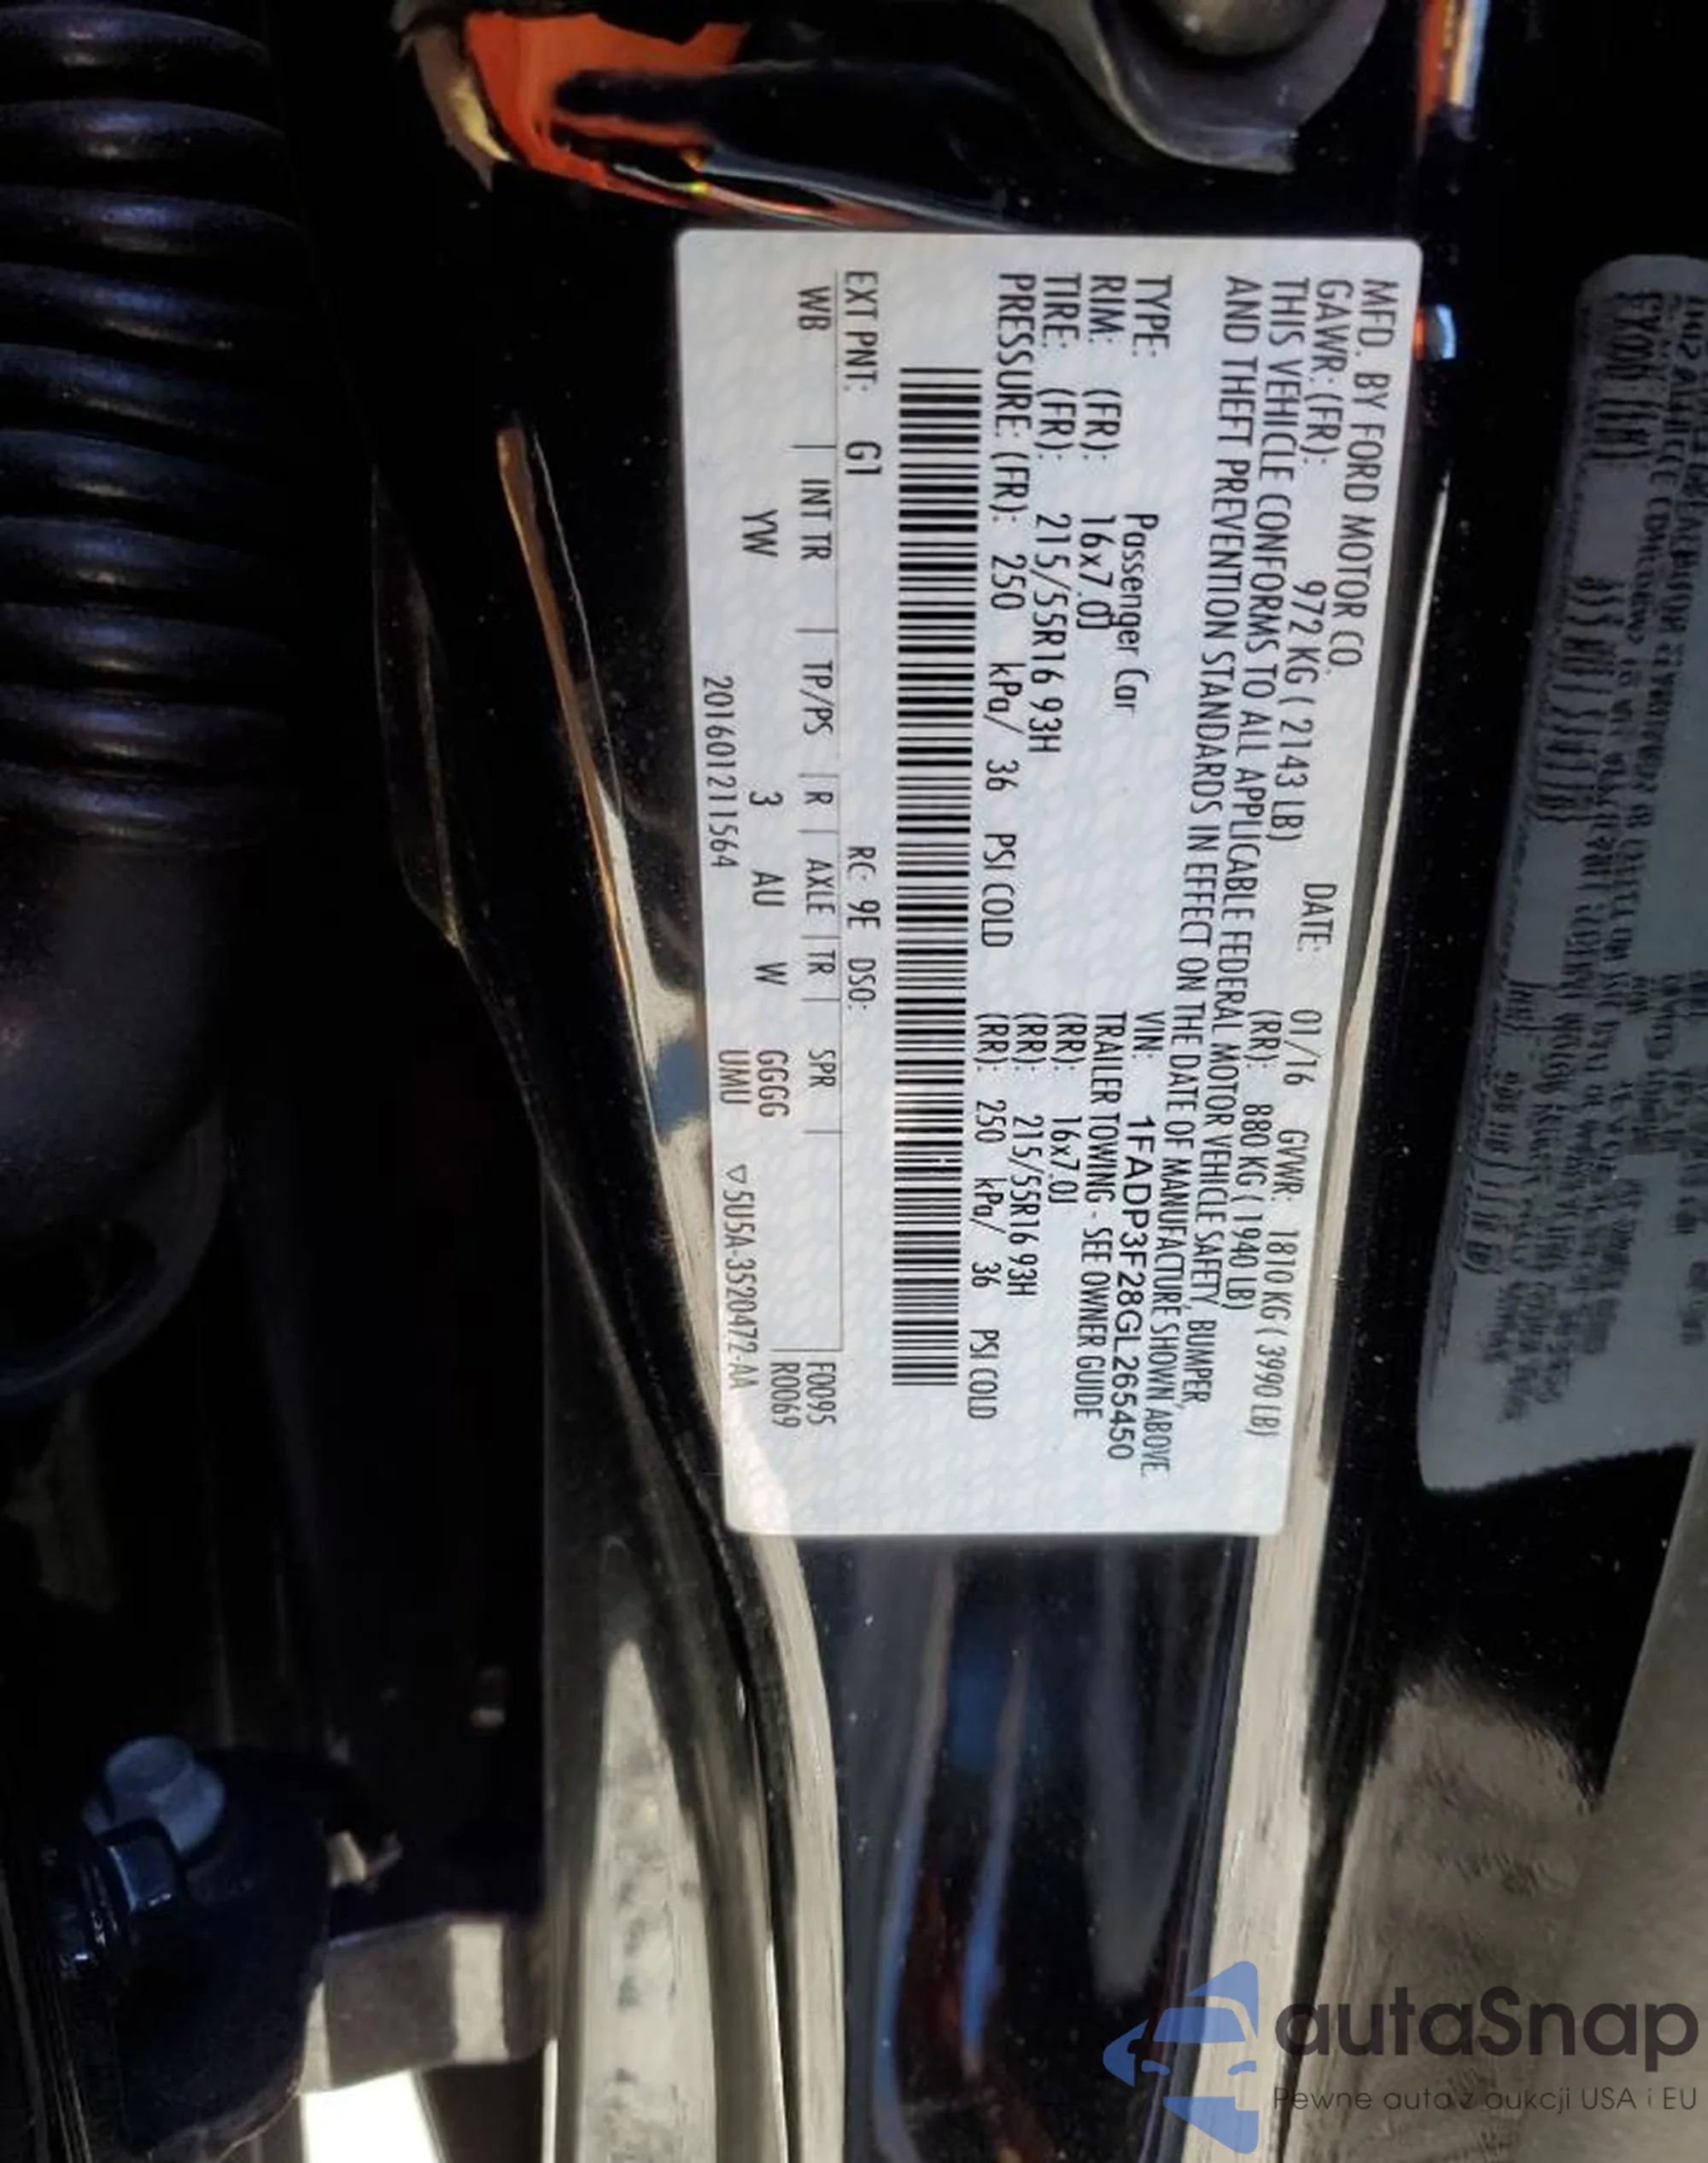 MFD. BY FORD MOTOR CO.
DATE: 01/16 GVWR: 1810 KG ( 3990 LB)
GAWR: (FR): 972 KG ( 2143 LB) (RR): 880 KG ( 1940 LB)
THIS VEHICLE CONFORMS TO ALL APPLICABLE FEDERAL MOTOR VEHICLE SAFETY, BUMPER,
AND THEFT PREVENTION STANDARDS IN EFFECT ON THE DATE OF MANUFACTURE SHOWN ABOVE.
VIN: 1FADP3F28GL265450
TYPE: Passenger Car TRAILER TOWING - SEE OWNER GUIDE
RIM: (FR): 16x7.0J (RR): 16x7.0J
TIRE: (FR): 215/55R16 93H (RR): 215/55R16 93H
PRESSURE: (FR): 250 kPa/ 36 PSI COLD (RR): 250 kPa/ 36 PSI COLD
EXT PNT: G1 RC: 9E DSO:
WB INT TR TP/PS R AXLE TR SPR F0095
YW 3 AU W GGGG R0069
UMU ▽5U5A-3520472-AA
201601211564
autaSnap
Pewne auta z aukcji USA i EU